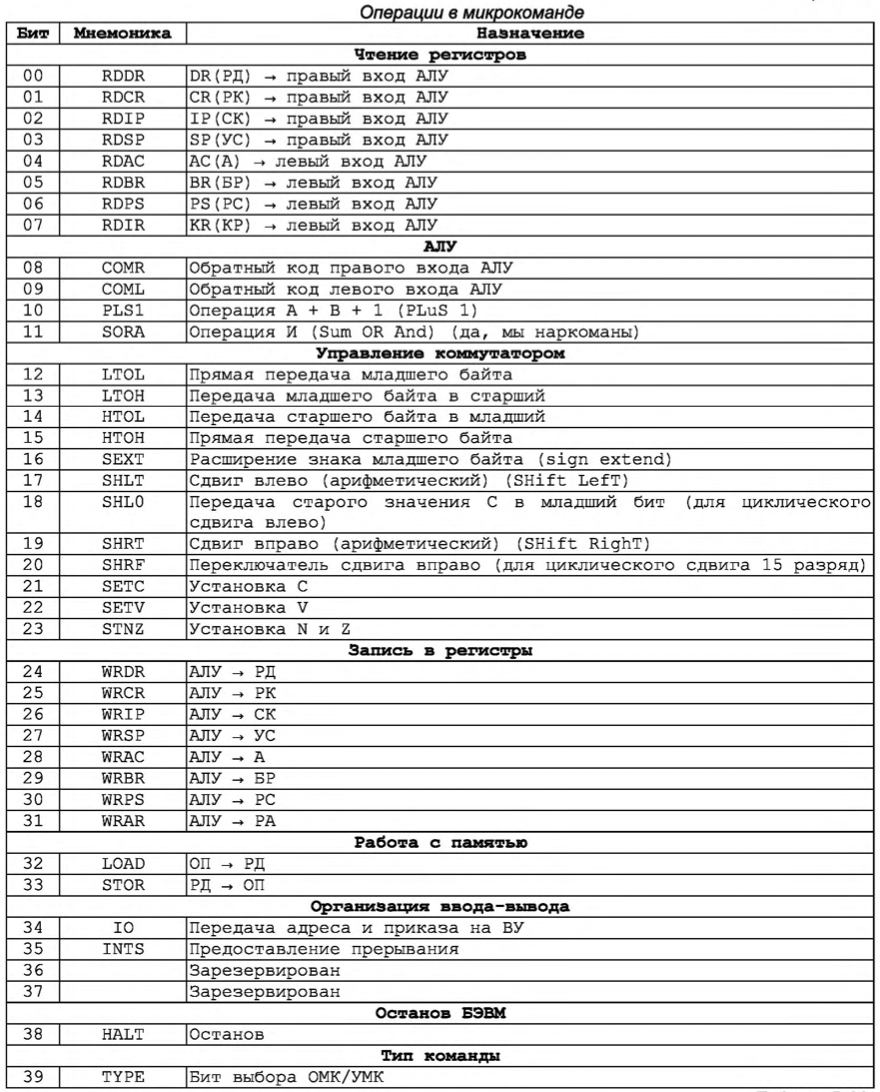 Операции в микрокоманде
Бит Мнемоника Назначение
Чтение регистров
00 RDDR DR(РД) → правый вход АЛУ
01 RDCR CR(РК) → правый вход АЛУ
02 RDIP IP(СК) → правый вход АЛУ
03 RDSP SP(УС) → правый вход АЛУ
04 RDAC AC(А) → левый вход АЛУ
05 RDBR BR(БР) → левый вход АЛУ
06 RDPS PS(РС) → левый вход АЛУ
07 RDIR KR(КР) → левый вход АЛУ
АЛУ
08 COMR Обратный код правого входа АЛУ
09 COML Обратный код левого входа АЛУ
10 PLS1 Операция A + B + 1 (PLuS 1)
11 SORA Операция И (Sum OR And) (да, мы наркоманы)
Управление коммутатором
12 LTOL Прямая передача младшего байта
13 LTOH Передача младшего байта в старший
14 HTOL Передача старшего байта в младший
15 HTOH Прямая передача старшего байта
16 SEXT Расширение знака младшего байта (sign extend)
17 SHLT Сдвиг влево (арифметический) (SHift LefT)
18 SHL0 Передача старого значения C в младший бит (для циклического
сдвига влево)
19 SHRT Сдвиг вправо (арифметический) (SHift RighT)
20 SHRF Переключатель сдвига вправо (для циклического сдвига 15 разряд)
21 SETC Установка C
22 SETV Установка V
23 STNZ Установка N и Z
Запись в регистры
24 WRDR АЛУ → РД
25 WRCR АЛУ → РК
26 WRIP АЛУ → СК
27 WRSP АЛУ → УС
28 WRAC АЛУ → А
29 WRBR АЛУ → БР
30 WRPS АЛУ → РС
31 WRAR АЛУ → РА
Работа с памятью
32 LOAD ОП → РД
33 STOR РД → ОП
Организация ввода-вывода
34 IO Передача адреса и приказа на ВУ
35 INTS Предоставление прерывания
36 Зарезервирован
37 Зарезервирован
Останов БЭВМ
38 HALT Останов
Тип команды
39 TYPE Бит выбора ОМК/УМК